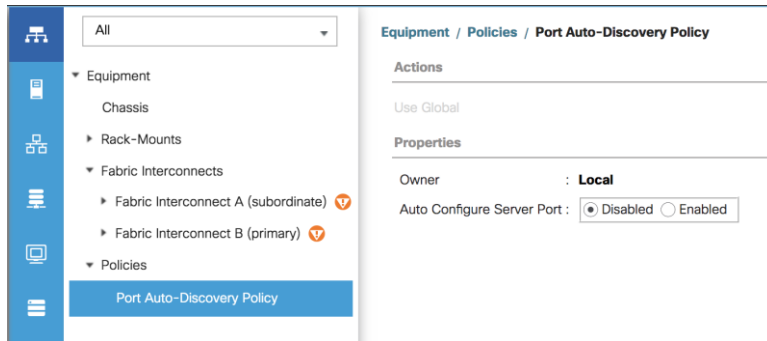 All
Equipment
Chassis
Rack-Mounts
Fabric Interconnects
Fabric Interconnect A (subordinate)
Fabric Interconnect B (primary)
Policies
Port Auto-Discovery Policy
Equipment / Policies / Port Auto-Discovery Policy
Actions
Use Global
Properties
Owner : Local
Auto Configure Server Port : Disabled Enabled